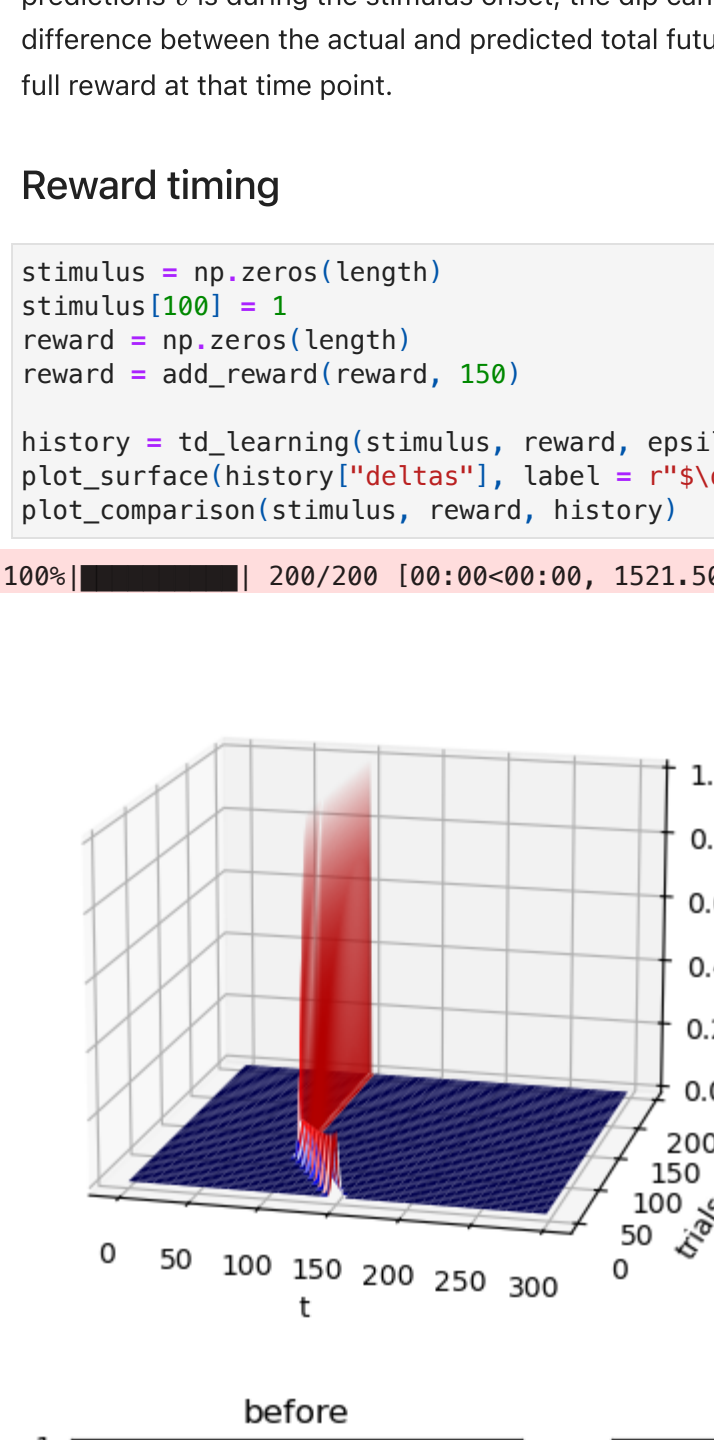 difference between the actual and predicted total futu
full reward at that time point.
Reward timing
stimulus = np.zeros(length)
stimulus[100] = 1
reward = np.zeros(length)
reward = add_reward(reward, 150)
history = td_learning(stimulus, reward, epsil
plot_surface(history["deltas"], label = r"$\
plot_comparison(stimulus, reward, history)
100%|██████████| 200/200 [00:00<00:00, 1521.50
1.
0.
0.
0.
0.
0.0
200
150
100
50
0
trials
0 50 100 150 200 250 300
t
before